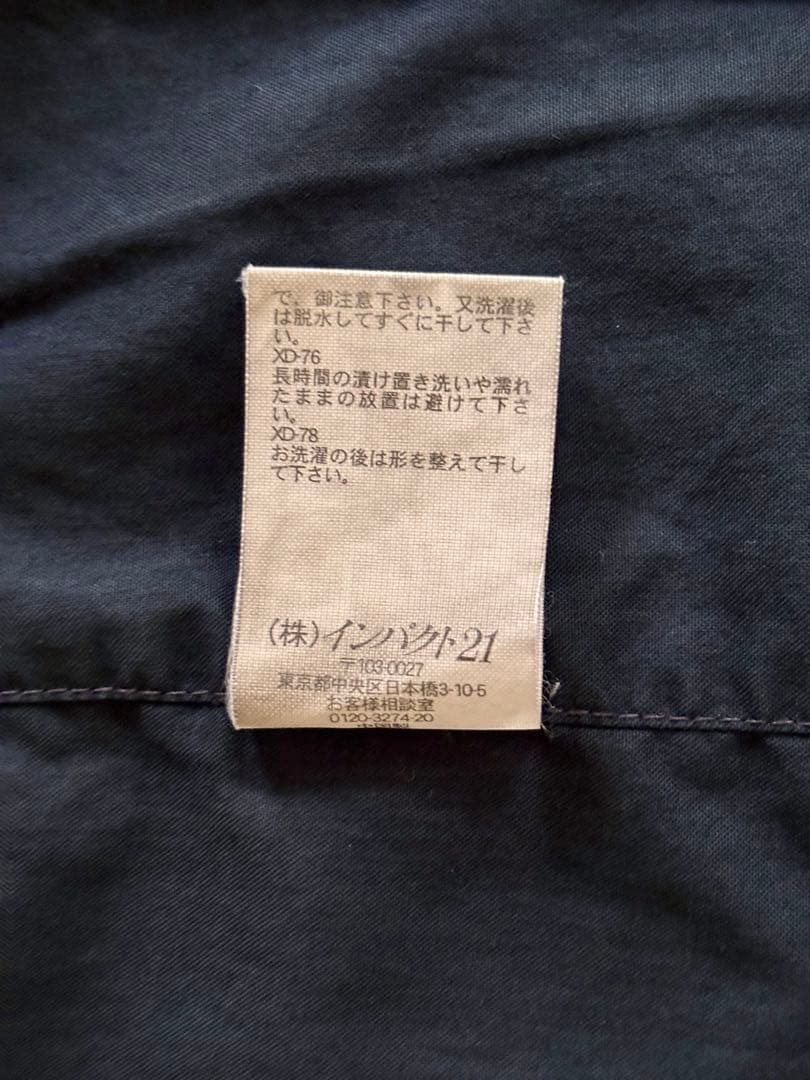 で、御注意下さい。又洗濯後
は脱水してすぐに干して下さ
い。
XD-76
長時間の漬け置き洗いや濡れ
たままの放置は避けて下さ
い。
XD-78
お洗濯の後は形を整えて干し
て下さい。
(株)インパクト21
〒103-0027
東京都中央区日本橋3-10-5
お客様相談室
0120-3274-20
中国製